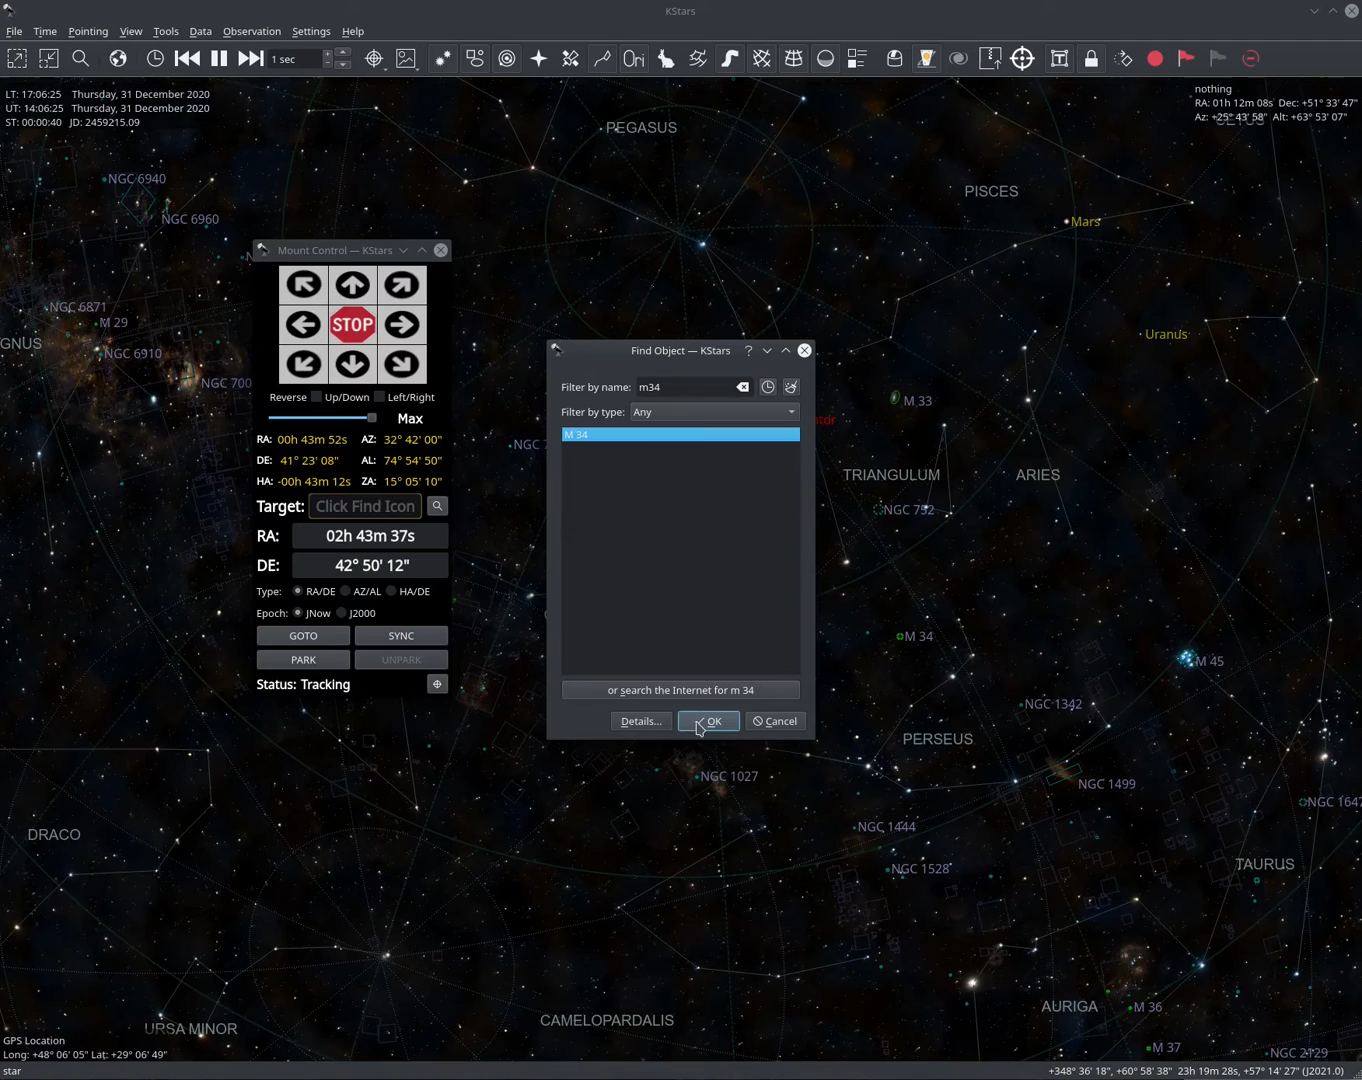 KStars
File Time Pointing View Tools Data Observation Settings Help
1 sec
Ori
LT: 17:06:25 Thursday, 31 December 2020
UT: 14:06:25 Thursday, 31 December 2020
ST: 00:00:40 JD: 2459215.09
nothing
RA: 01h 12m 08s Dec: +51° 33' 47"
Az: +25° 43' 58" Alt: +63° 53' 07"
PEGASUS
NGC 6940
PISCES
NGC 6960
Mars
Mount Control — KStars
NGC 6871
M 29
GNUS
NGC 6910
NGC 700
Uranus
STOP
Reverse Up/Down Left/Right
Max
RA: 00h 43m 52s AZ: 32° 42' 00"
DE: 41° 23' 08" AL: 74° 54' 50"
HA: -00h 43m 12s ZA: 15° 05' 10"
Target: Click Find Icon
RA: 02h 43m 37s
DE: 42° 50' 12"
Type: RA/DE AZ/AL HA/DE
Epoch: JNow J2000
GOTO SYNC
PARK UNPARK
Status: Tracking
Find Object — KStars ?
Filter by name: m34
Filter by type: Any
M 34
or search the Internet for m 34
Details... OK Cancel
M 33
tor
NGC 7
TRIANGULUM
ARIES
NGC 752
M 34
M 45
NGC 1342
PERSEUS
NGC 1027
NGC 1499
NGC 1647
NGC 1444
DRACO
NGC 1528
TAURUS
AURIGA
M 36
CAMELOPARDALIS
URSA MINOR
M 37
NGC 2129
GPS Location
Long: +48° 06' 05" Lat: +29° 06' 49"
star
+348° 36' 18", +60° 58' 38" 23h 19m 28s, +57° 14' 27" (J2021.0)